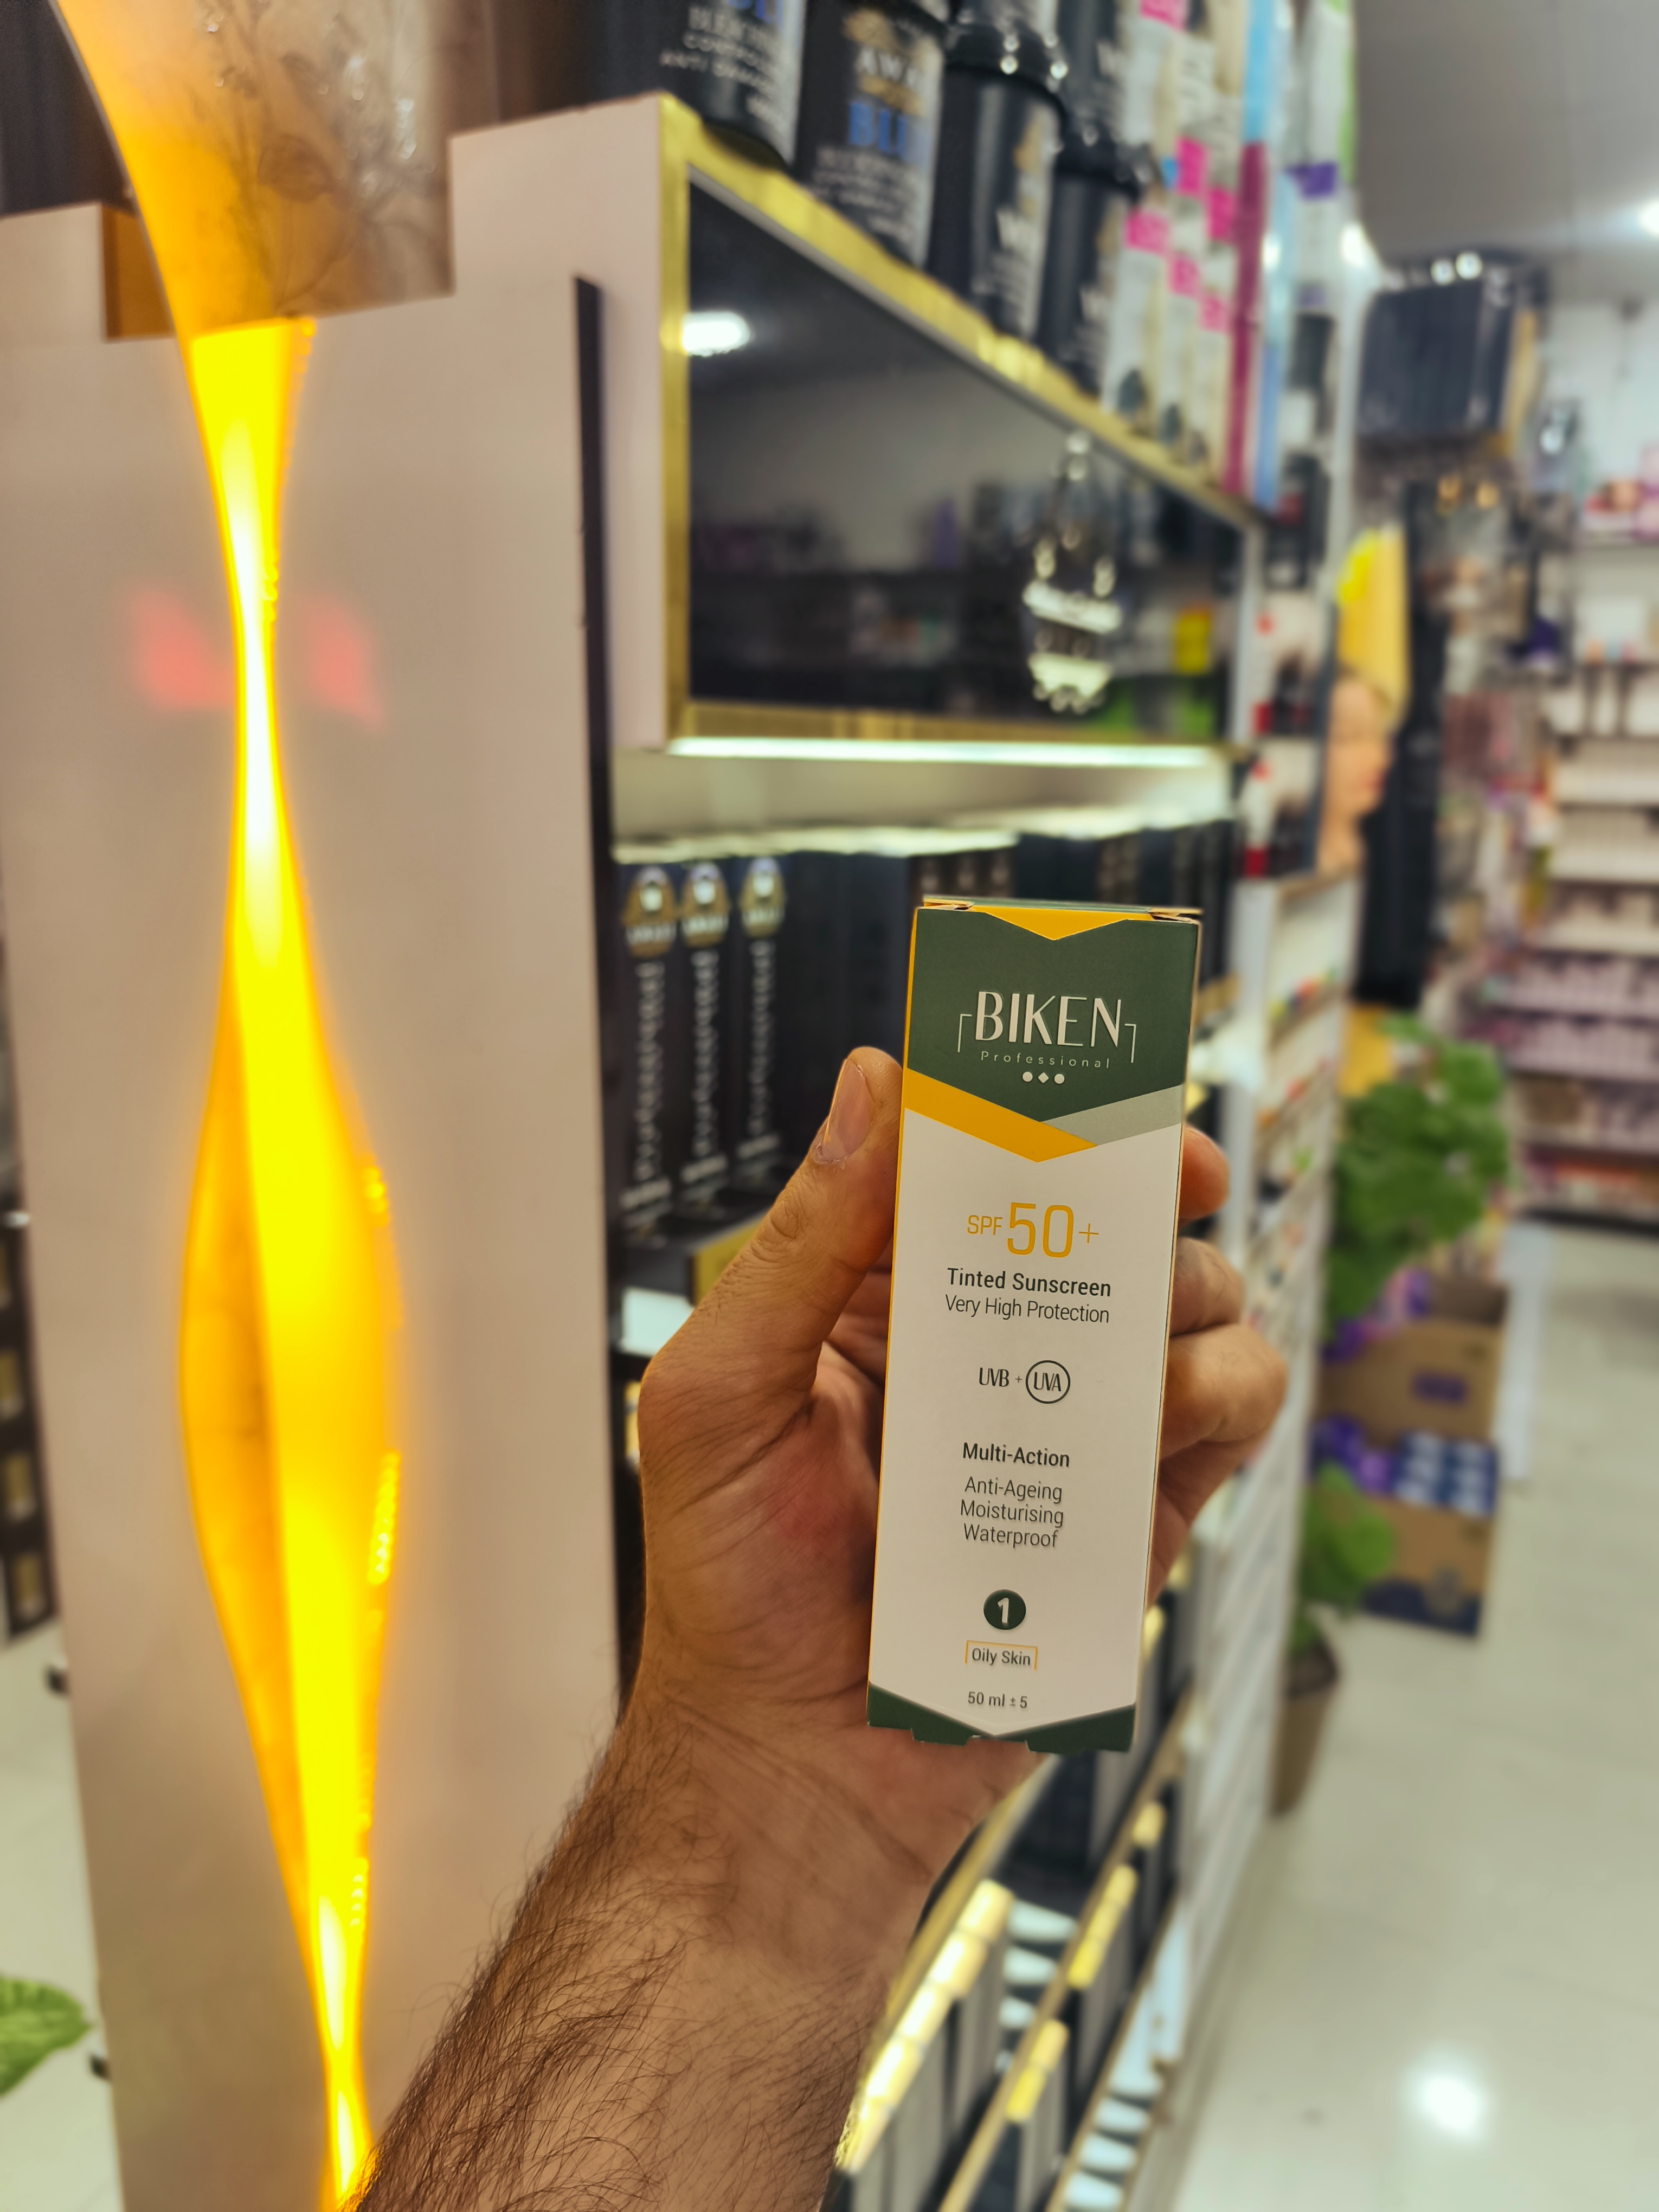 BIKEN
Professional
SPF 50+
Tinted Sunscreen
Very High Protection
UVB + UVA
Multi-Action
Anti-Ageing
Moisturising
Waterproof
1
Oily Skin
50 ml ± 5